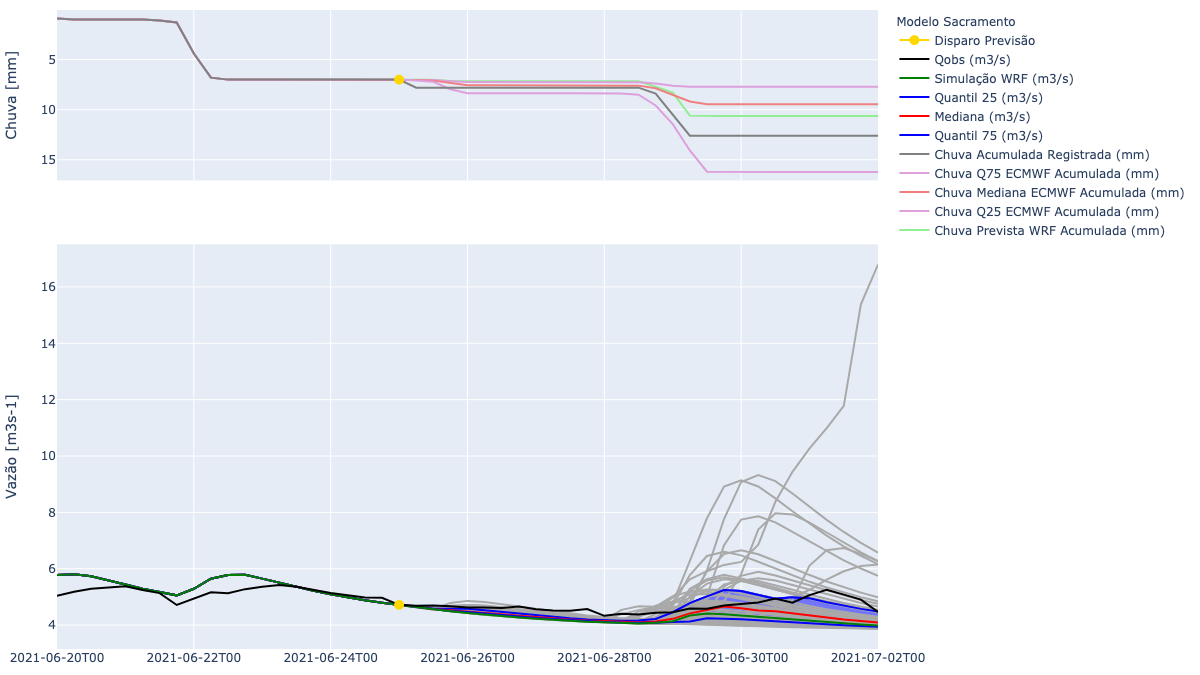 Chuva [mm]
5
10
15
Modelo Sacramento
Disparo Previsão
Qobs (m3/s)
Simulação WRF (m3/s)
Quantil 25 (m3/s)
Mediana (m3/s)
Quantil 75 (m3/s)
Chuva Acumulada Registrada (mm)
Chuva Q75 ECMWF Acumulada (mm)
Chuva Mediana ECMWF Acumulada (mm)
Chuva Q25 ECMWF Acumulada (mm)
Chuva Prevista WRF Acumulada (mm)
Vazão [m3s-1]
16
14
12
10
8
6
4
2021-06-20T00
2021-06-22T00
2021-06-24T00
2021-06-26T00
2021-06-28T00
2021-06-30T00
2021-07-02T00